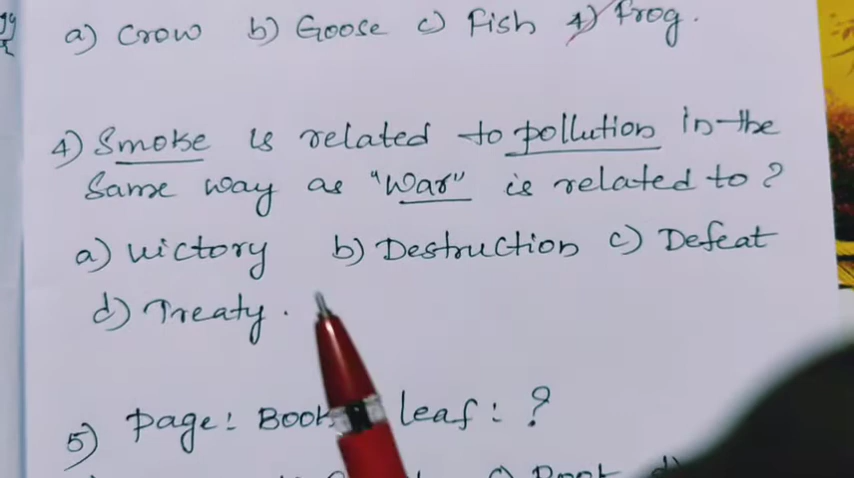 a) Crow b) Goose c) Fish d) Frog.
4) Smoke is related to pollution in the
Same way as "War" is related to ?
a) Victory b) Destruction c) Defeat
d) Treaty.
5) Page : Book leaf : ?